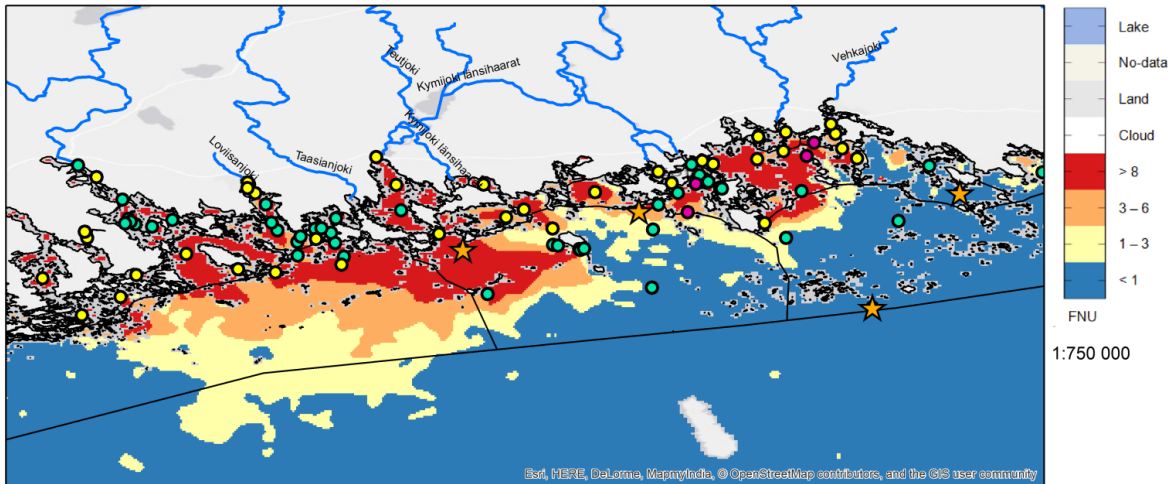 Teutjoki
Kymijoki länsihaarat
Kymijoki länsihaarat
Vehkajoki
Loviisanjoki
Taasianjoki
Esri, HERE, DeLorme, MapmyIndia, © OpenStreetMap contributors, and the GIS user community
Lake
No-data
Land
Cloud
> 8
3 – 6
1 – 3
< 1
FNU
1:750 000